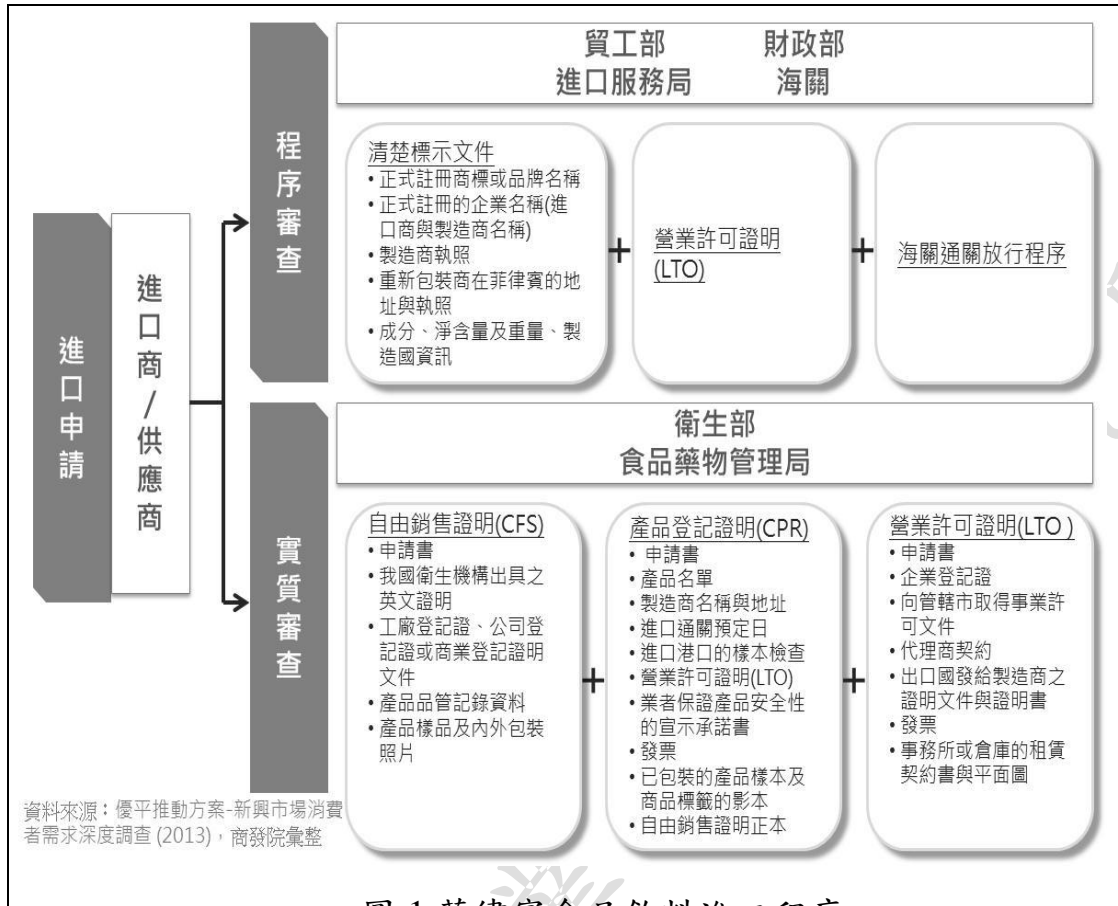 進口申請
進口商/供應商
程序審查
貿工部 財政部
進口服務局 海關
清楚標示文件
•正式註冊商標或品牌名稱
•正式註冊的企業名稱(進
口商與製造商名稱)
•製造商執照
•重新包裝商在菲律賓的地
址與執照
•成分、淨含量及重量、製
造國資訊
+
營業許可證明
(LTO)
+
海關通關放行程序
實質審查
衛生部
食品藥物管理局
自由銷售證明(CFS)
•申請書
•我國衛生機構出具之
英文證明
•工廠登記證、公司登
記證或商業登記證明
文件
•產品品管記錄資料
•產品樣品及內外包裝
照片
+
產品登記證明(CPR)
• 申請書
•產品名單
•製造商名稱與地址
•進口通關預定日
•進口港口的樣本檢查
•營業許可證明(LTO)
•業者保證產品安全性
的宣示承諾書
•發票
•已包裝的產品樣本及
商品標籤的影本
•自由銷售證明正本
+
營業許可證明(LTO )
•申請書
•企業登記證
•向管轄市取得事業許
可文件
•代理商契約
•出口國發給製造商之
證明文件與證明書
•發票
•事務所或倉庫的租賃
契約書與平面圖
資料來源：優平推動方案-新興市場消費
者需求深度調查 (2013)，商發院彙整